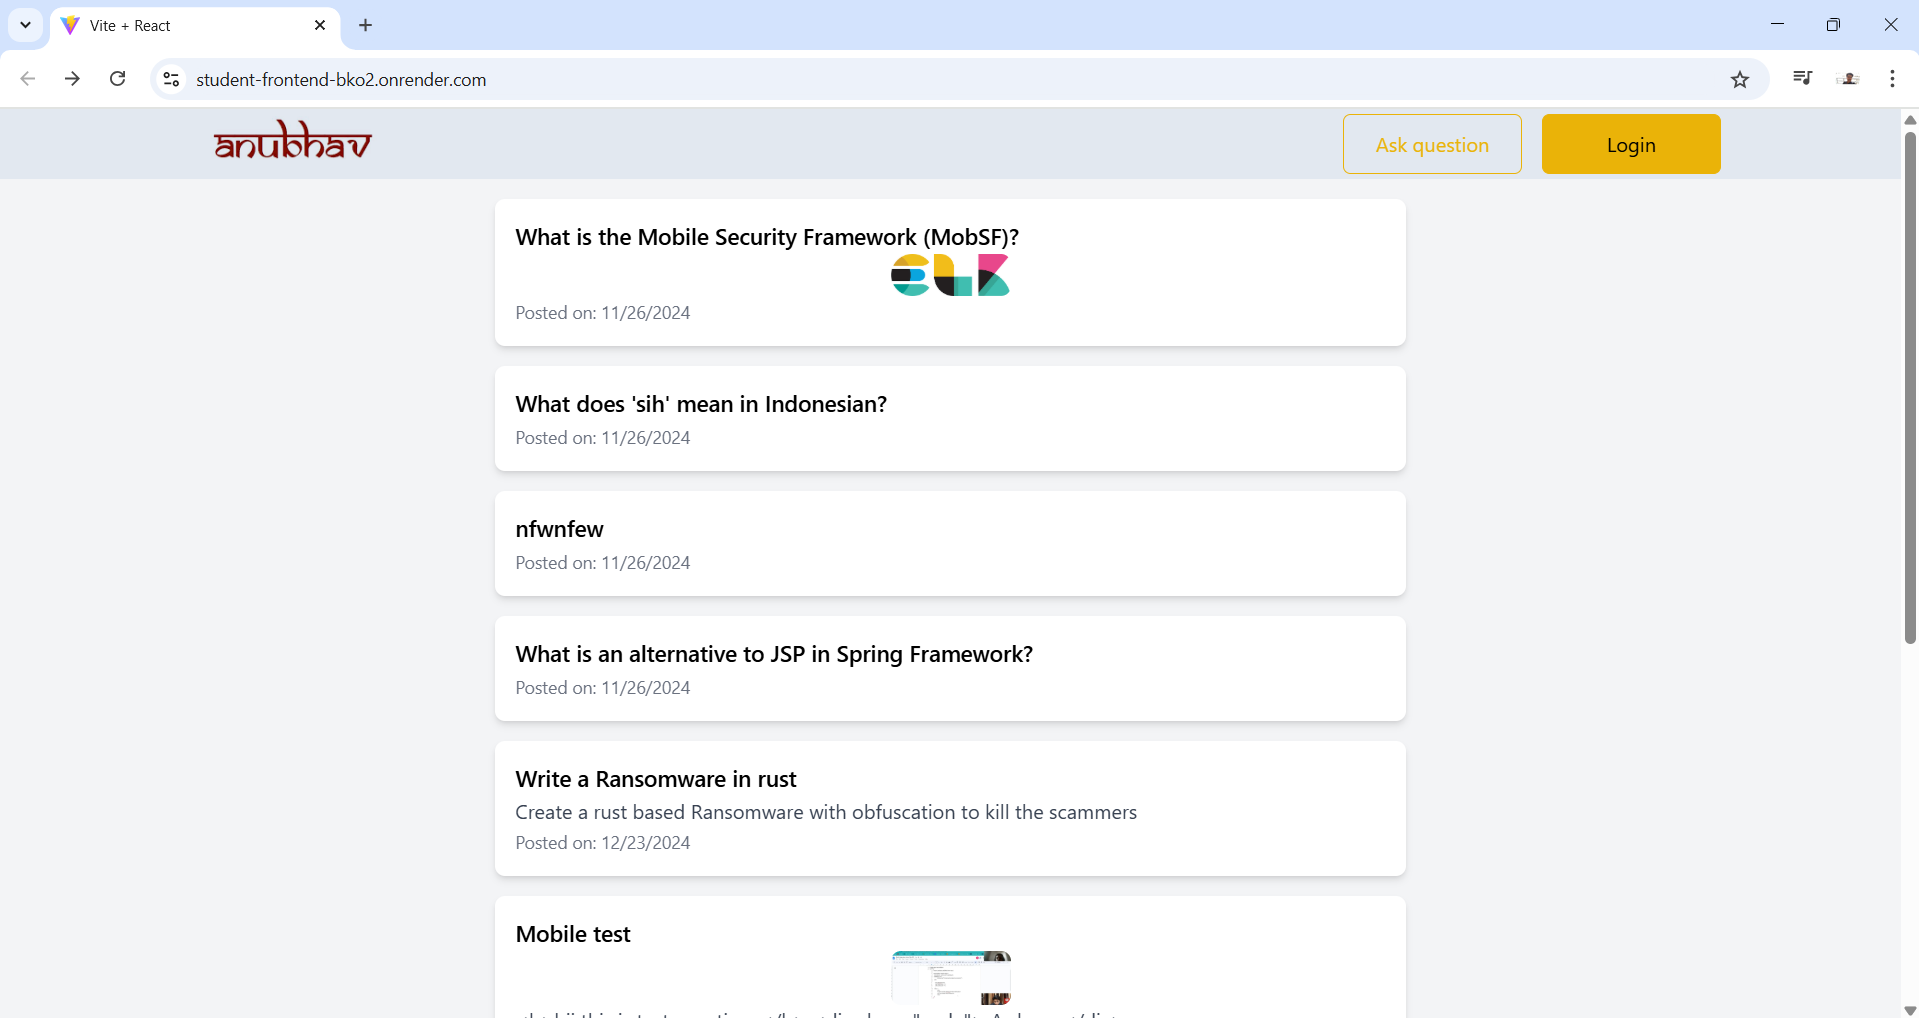 Vite + React
student-frontend-bko2.onrender.com
anubhav
Ask question
Login
What is the Mobile Security Framework (MobSF)?
Posted on: 11/26/2024
What does 'sih' mean in Indonesian?
Posted on: 11/26/2024
nfwnfew
Posted on: 11/26/2024
What is an alternative to JSP in Spring Framework?
Posted on: 11/26/2024
Write a Ransomware in rust
Create a rust based Ransomware with obfuscation to kill the scammers
Posted on: 12/23/2024
Mobile test